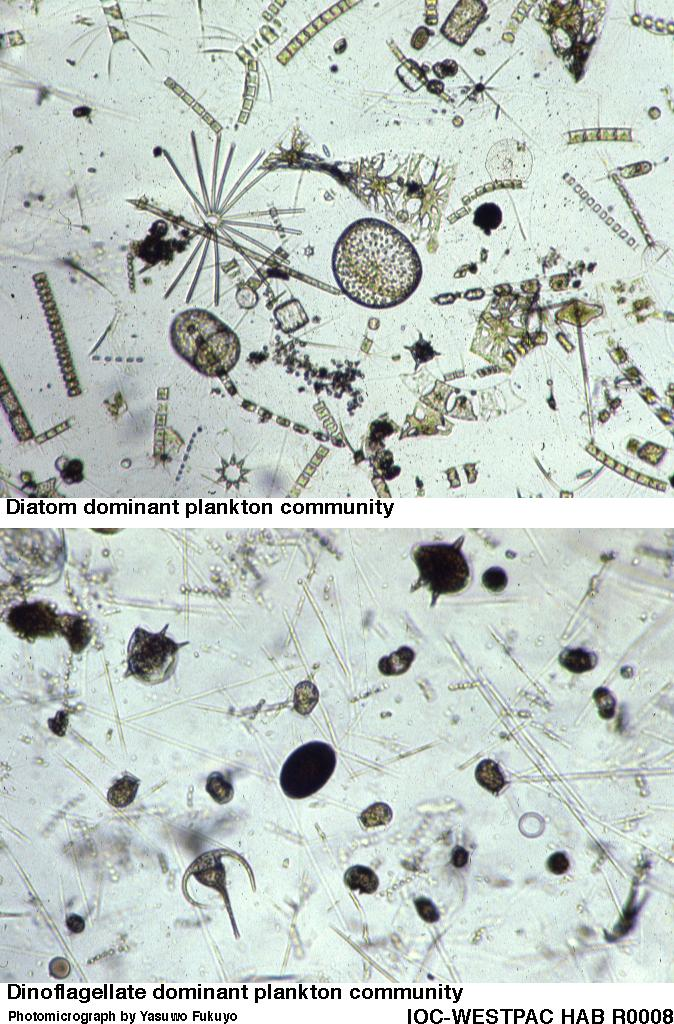 Diatom dominant plankton community
Dinoflagellate dominant plankton community
Photomicrograph by Yasuwo Fukuyo
IOC-WESTPAC HAB R0008